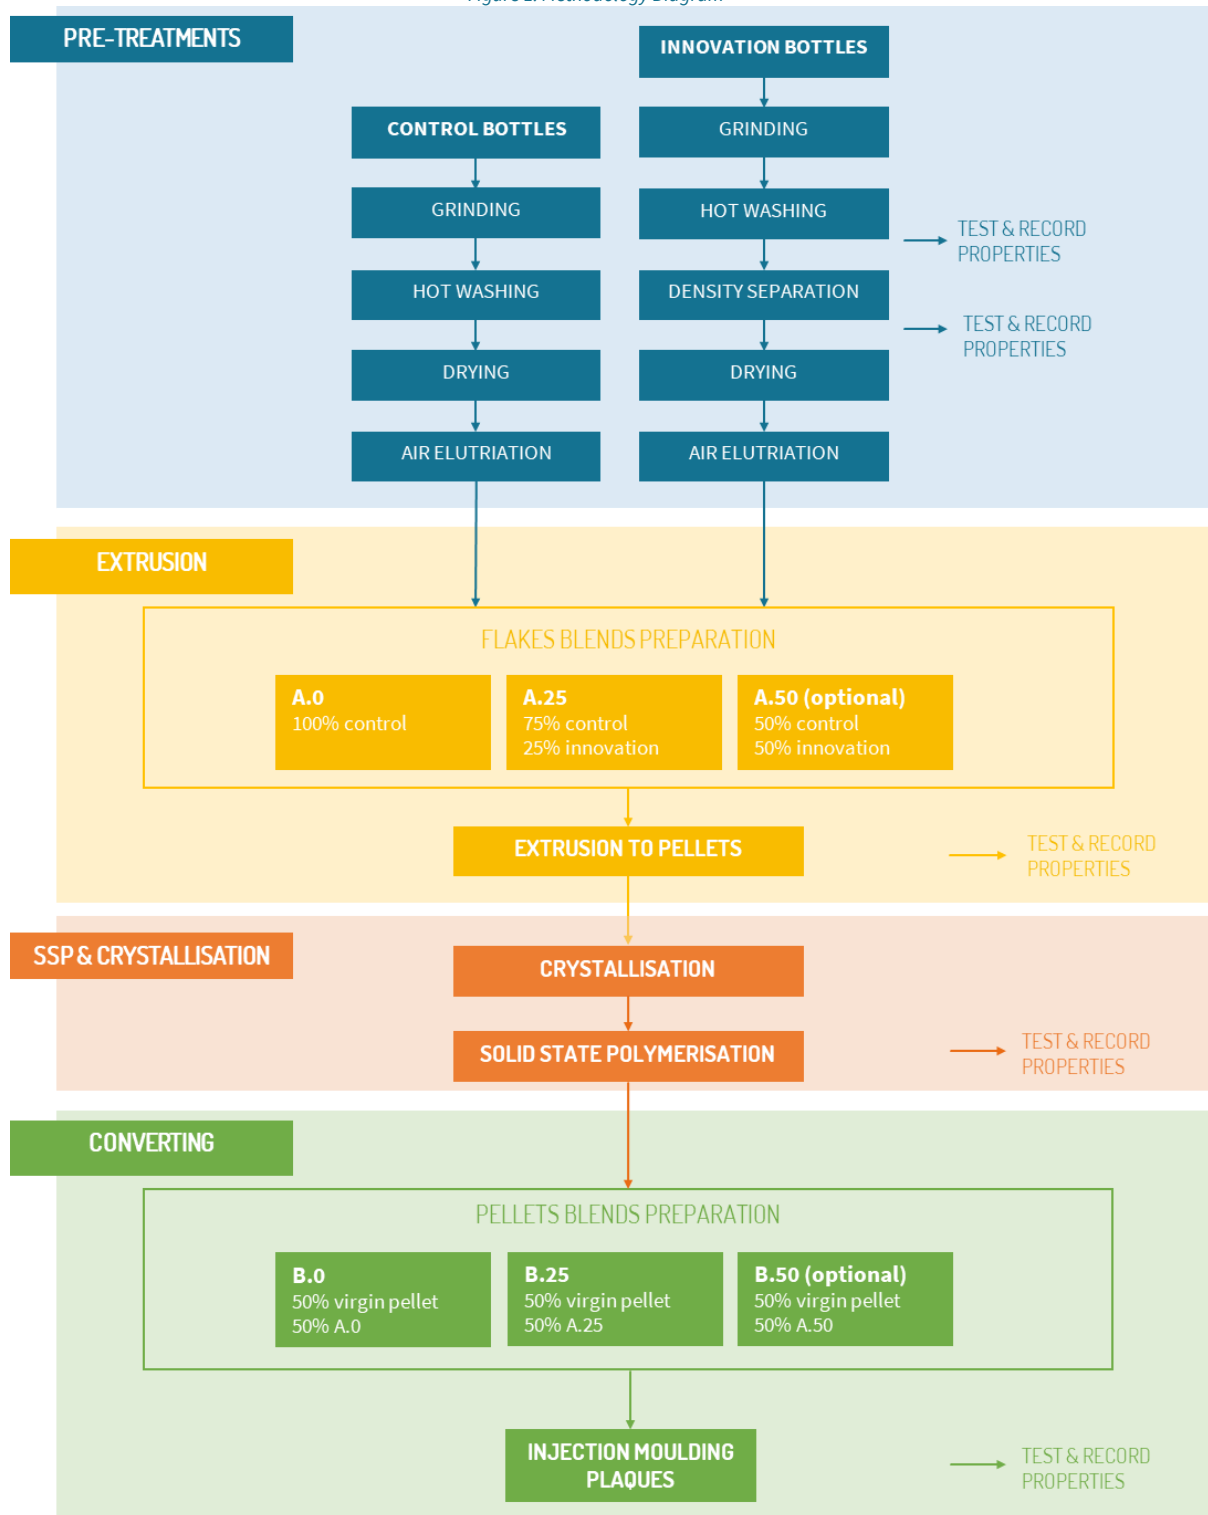 Figure 1: Methodology Diagram
PRE-TREATMENTS
INNOVATION BOTTLES
GRINDING
CONTROL BOTTLES
GRINDING
HOT WASHING
TEST & RECORD
PROPERTIES
HOT WASHING
DENSITY SEPARATION
TEST & RECORD
PROPERTIES
DRYING
DRYING
AIR ELUTRIATION
AIR ELUTRIATION
EXTRUSION
FLAKES BLENDS PREPARATION
A.0
100% control
A.25
75% control
25% innovation
A.50 (optional)
50% control
50% innovation
EXTRUSION TO PELLETS
TEST & RECORD
PROPERTIES
SSP & CRYSTALLISATION
CRYSTALLISATION
SOLID STATE POLYMERISATION
TEST & RECORD
PROPERTIES
CONVERTING
PELLETS BLENDS PREPARATION
B.0
50% virgin pellet
50% A.0
B.25
50% virgin pellet
50% A.25
B.50 (optional)
50% virgin pellet
50% A.50
INJECTION MOULDING
PLAQUES
TEST & RECORD
PROPERTIES